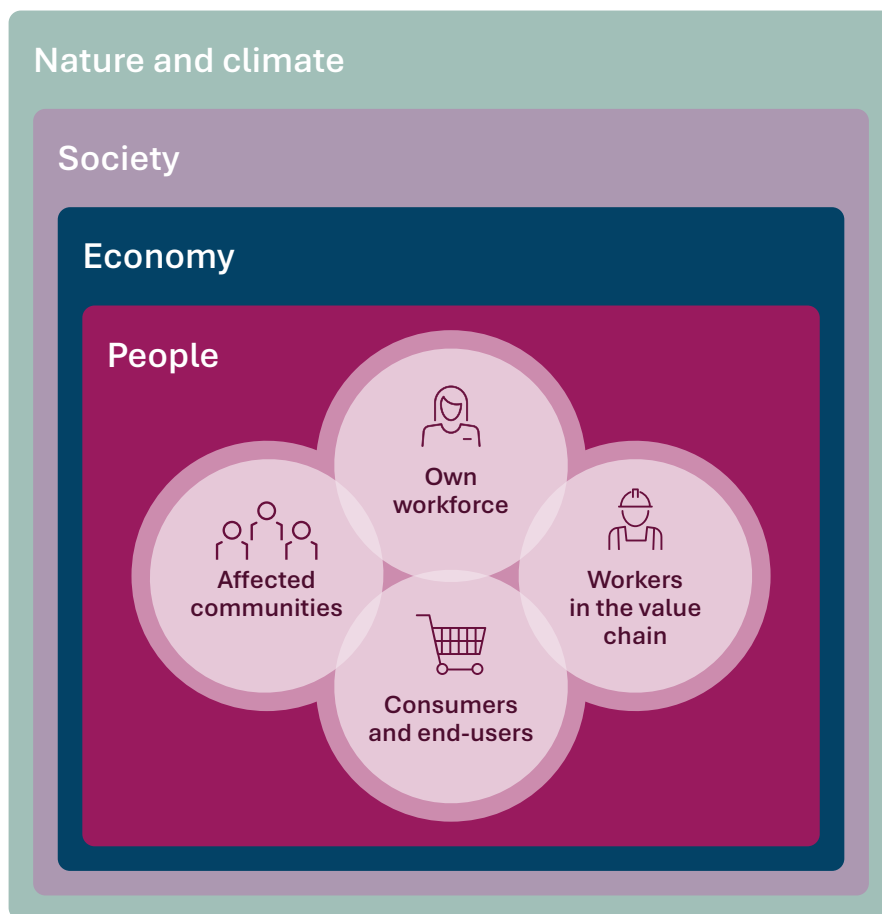 Nature and climate
Society
Economy
People
Own
workforce
Affected
communities
Workers
in the value
chain
Consumers
and end-users